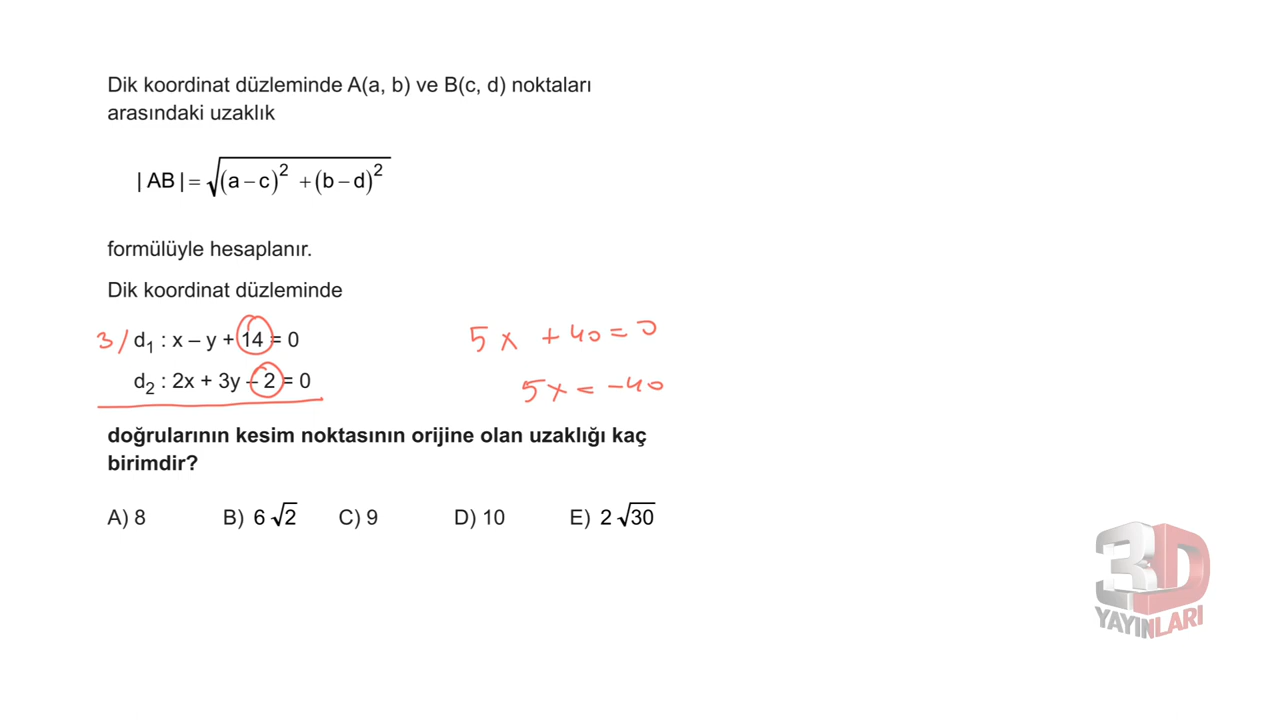 Dik koordinat düzleminde A(a, b) ve B(c, d) noktaları
arasındaki uzaklık
|AB| = √((a − c)² + (b − d)²)
formülüyle hesaplanır.
Dik koordinat düzleminde
3/ d₁ : x – y + 14 = 0
5x + 40 = 0
d₂ : 2x + 3y – 2 = 0
5x = -40
doğrularının kesim noktasının orijine olan uzaklığı kaç
birimdir?
A) 8 B) 6√2 C) 9 D) 10 E) 2√30
3D
YAYINLARI